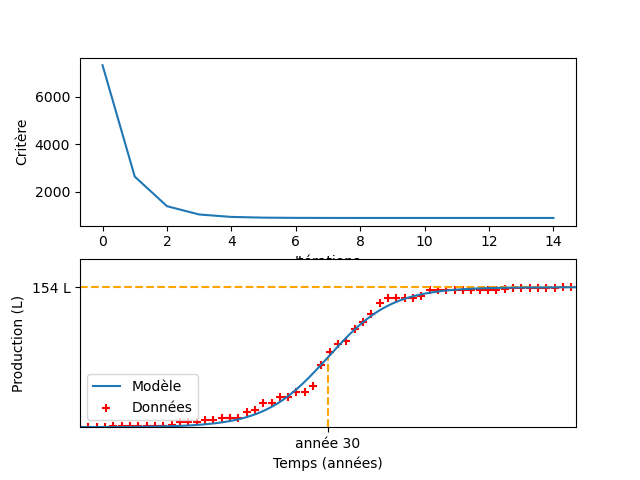 6000
4000
2000
Critère
0 2 4 6 8 10 12 14
154 L
Production (L)
Modèle
Données
année 30
Temps (années)